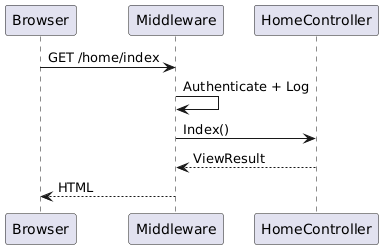 Browser Middleware HomeController
GET /home/index
Authenticate + Log
Index()
ViewResult
HTML
Browser Middleware HomeController